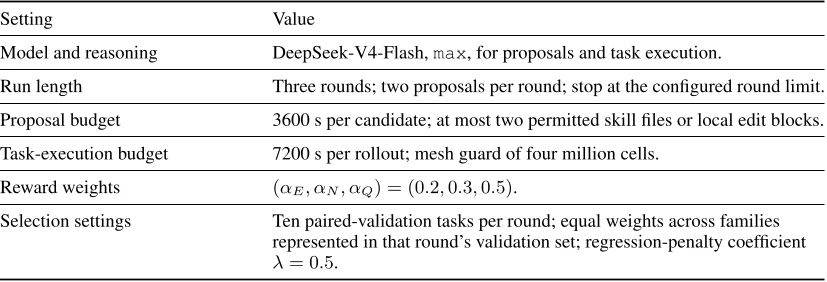 Setting Value
Model and reasoning DeepSeek-V4-Flash, max, for proposals and task execution.
Run length Three rounds; two proposals per round; stop at the configured round limit.
Proposal budget 3600 s per candidate; at most two permitted skill files or local edit blocks.
Task-execution budget 7200 s per rollout; mesh guard of four million cells.
Reward weights (α_E, α_N, α_Q) = (0.2, 0.3, 0.5).
Selection settings Ten paired-validation tasks per round; equal weights across families
represented in that round's validation set; regression-penalty coefficient
λ = 0.5.